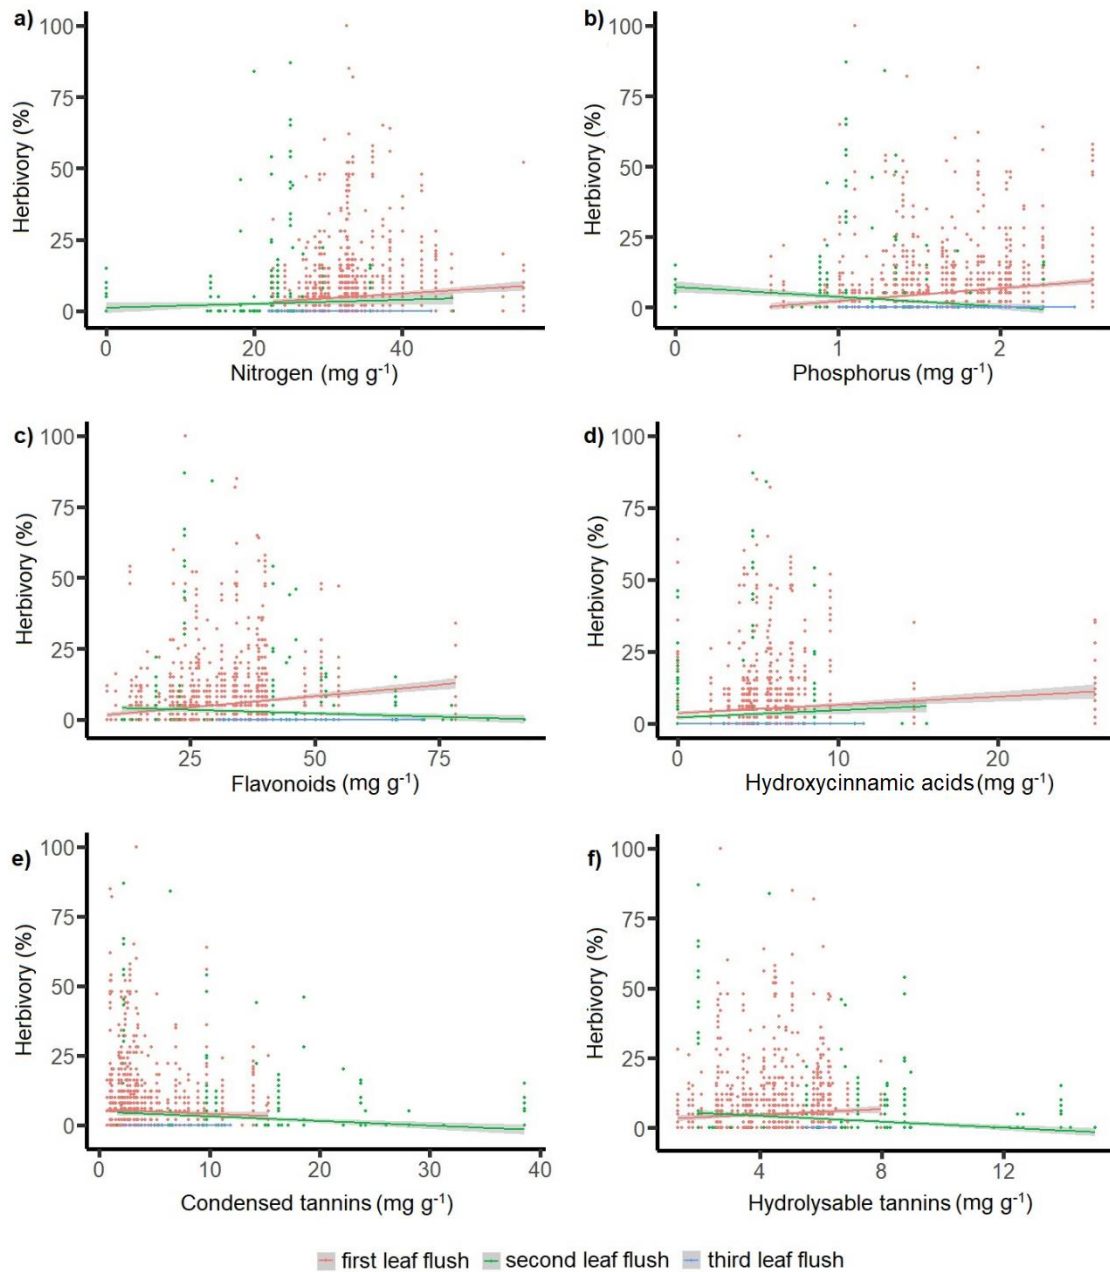 a)
100
75
50
25
0
Herbivory (%)
0
20
40
Nitrogen (mg g-1)
b)
100
75
50
25
0
Herbivory (%)
0
1
2
Phosphorus (mg g-1)
c)
100
75
50
25
0
Herbivory (%)
25
50
75
Flavonoids (mg g-1)
d)
100
75
50
25
0
Herbivory (%)
0
10
20
Hydroxycinnamic acids (mg g-1)
e)
100
75
50
25
0
Herbivory (%)
0
10
20
30
40
Condensed tannins (mg g-1)
f)
100
75
50
25
0
Herbivory (%)
4
8
12
Hydrolysable tannins (mg g-1)
first leaf flush second leaf flush third leaf flush